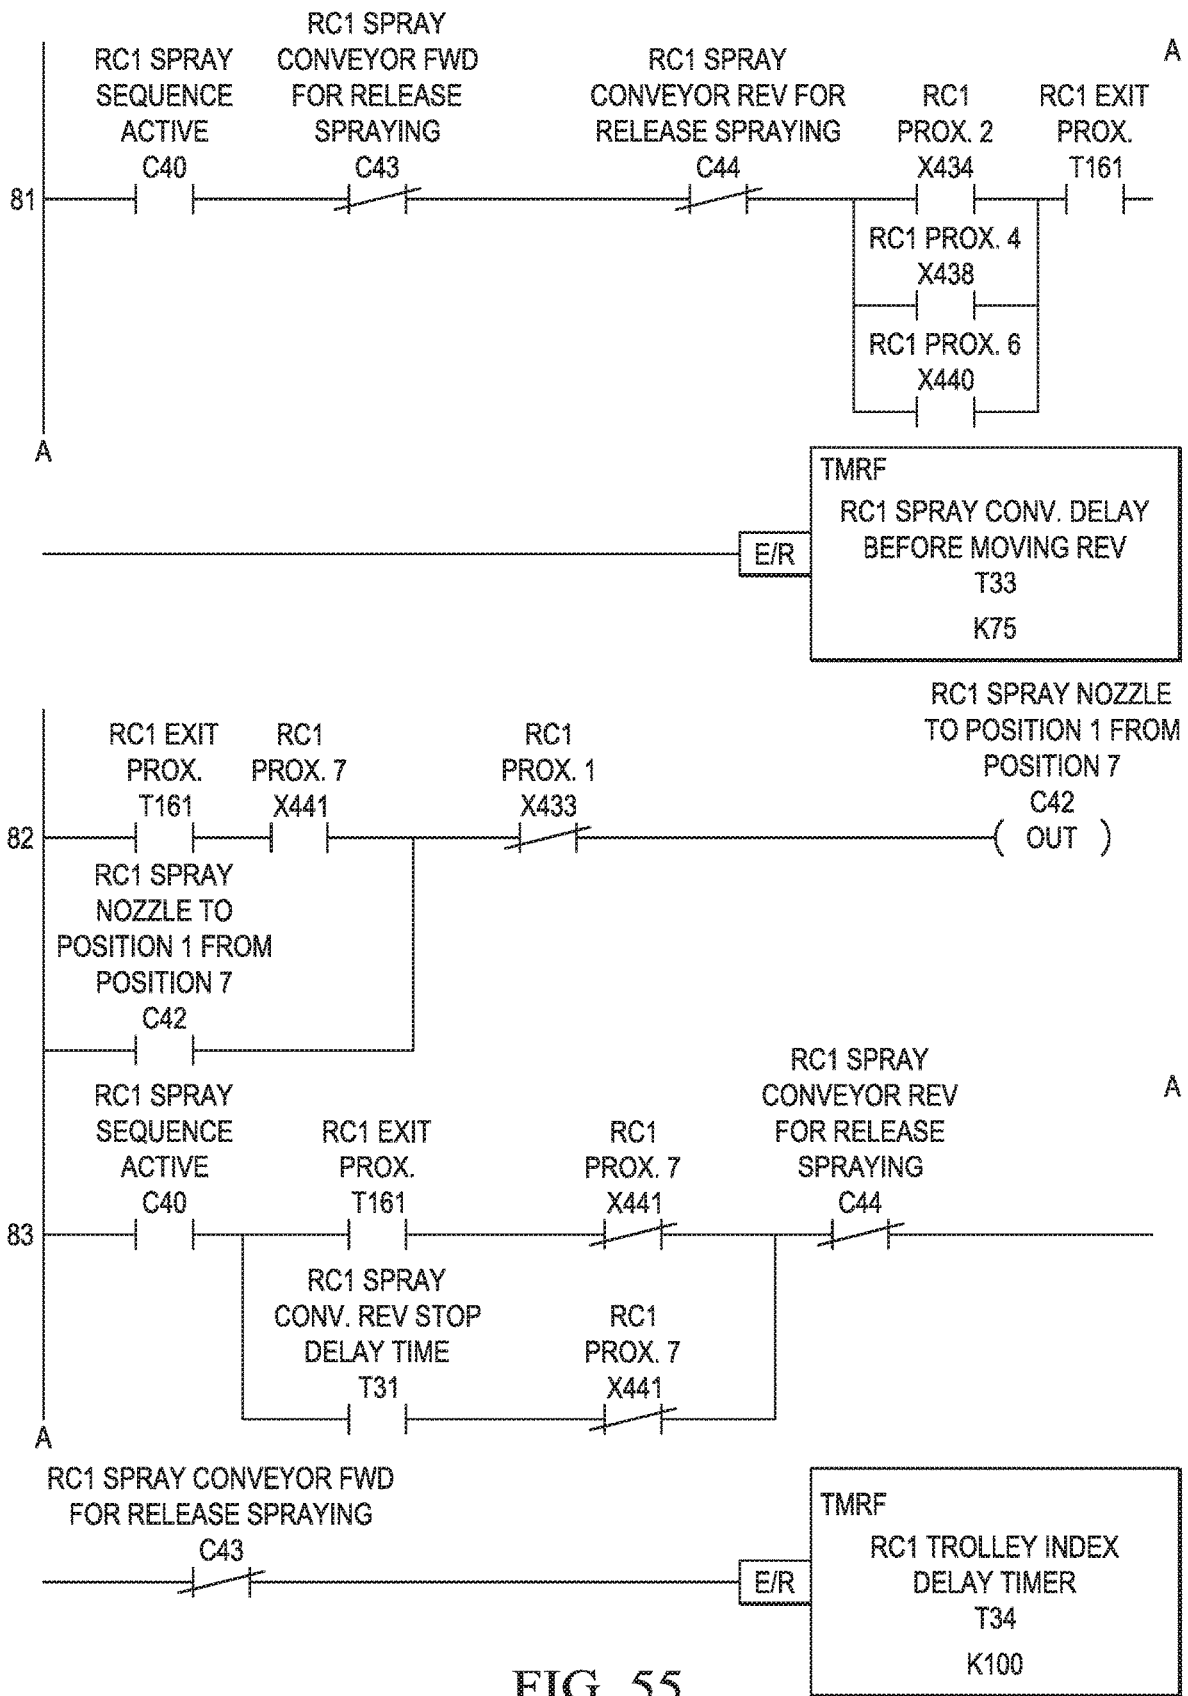 RC1 SPRAY
SEQUENCE
ACTIVE
C40
RC1 SPRAY
CONVEYOR FWD
FOR RELEASE
SPRAYING
C43
RC1 SPRAY
CONVEYOR REV FOR
RELEASE SPRAYING
C44
RC1
PROX. 2
X434
RC1 EXIT
PROX.
T161
A
81
RC1 PROX. 4
X438
RC1 PROX. 6
X440
A
TMRF
RC1 SPRAY CONV. DELAY
BEFORE MOVING REV
T33
K75
E/R
RC1 EXIT
PROX.
T161
RC1
PROX. 7
X441
RC1
PROX. 1
X433
RC1 SPRAY NOZZLE
TO POSITION 1 FROM
POSITION 7
C42
( OUT )
82
RC1 SPRAY
NOZZLE TO
POSITION 1 FROM
POSITION 7
C42
RC1 SPRAY
SEQUENCE
ACTIVE
C40
RC1 EXIT
PROX.
T161
RC1
PROX. 7
X441
RC1 SPRAY
CONVEYOR REV
FOR RELEASE
SPRAYING
C44
A
83
RC1 SPRAY
CONV. REV STOP
DELAY TIME
T31
RC1
PROX. 7
X441
A
RC1 SPRAY CONVEYOR FWD
FOR RELEASE SPRAYING
C43
E/R
TMRF
RC1 TROLLEY INDEX
DELAY TIMER
T34
K100
FIG. 55